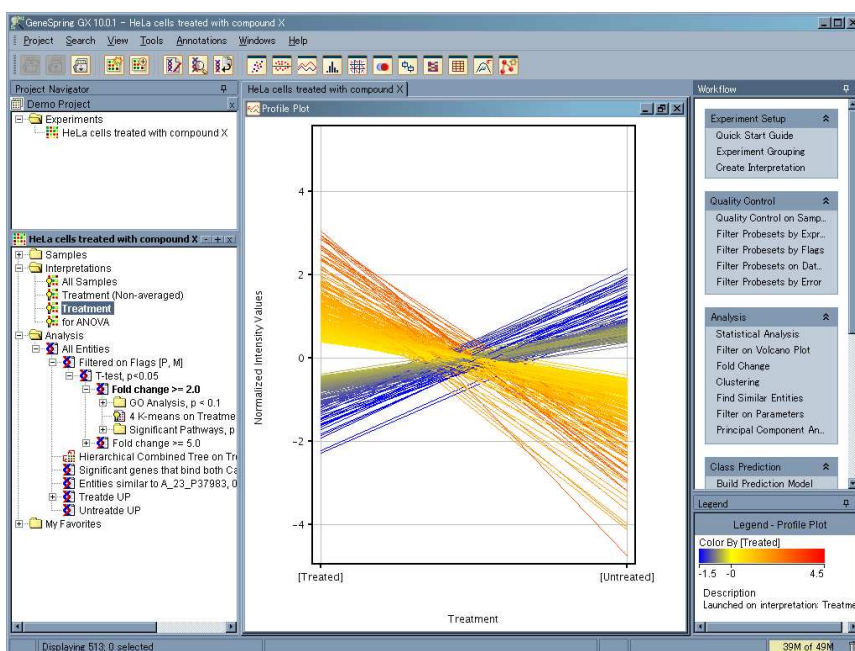 GeneSpring GX 10.0.1 - HeLa cells treated with compound X
Project Search View Tools Annotations Windows Help
Project Navigator
Demo Project
Experiments
HeLa cells treated with compound X
HeLa cells treated with compound X
Samples
Interpretations
All Samples
Treatment (Non-averaged)
Treatment
for ANOVA
Analysis
All Entities
Filtered on Flags [P, M]
T-test, p<0.05
Fold change >= 2.0
GO Analysis, p < 0.1
4 K-means on Treatme
Significant Pathways, p
Fold change >= 5.0
Hierarchical Combined Tree on Tr
Significant genes that bind both Ca
Entities similar to A_23_P37983, 0
Treatde UP
Untreatde UP
My Favorites
HeLa cells treated with compound X
Profile Plot
Normalized Intensity Values
4
2
0
-2
-4
[Treated]
[Untreated]
Treatment
Workflow
Experiment Setup
Quick Start Guide
Experiment Grouping
Create Interpretation
Quality Control
Quality Control on Samp...
Filter Probesets by Expr...
Filter Probesets by Flags
Filter Probesets on Dat...
Filter Probesets by Error
Analysis
Statistical Analysis
Filter on Volcano Plot
Fold Change
Clustering
Find Similar Entities
Filter on Parameters
Principal Component An...
Class Prediction
Build Prediction Model
Legend
Legend - Profile Plot
Color By [Treated]
-1.5 -0 4.5
Description
Launched on interpretation: Treatme
Displaying 513; 0 selected
39M of 49M